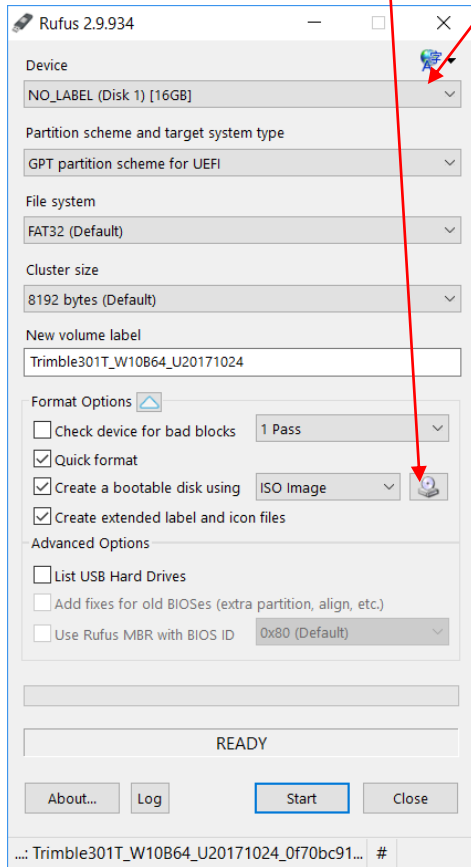 Rufus 2.9.934
Device
NO_LABEL (Disk 1) [16GB]
Partition scheme and target system type
GPT partition scheme for UEFI
File system
FAT32 (Default)
Cluster size
8192 bytes (Default)
New volume label
Trimble301T_W10B64_U20171024
Format Options
Check device for bad blocks 1 Pass
Quick format
Create a bootable disk using ISO Image
Create extended label and icon files
Advanced Options
List USB Hard Drives
Add fixes for old BIOSes (extra partition, align, etc.)
Use Rufus MBR with BIOS ID 0x80 (Default)
READY
About... Log Start Close
...: Trimble301T_W10B64_U20171024_0f70bc91... #